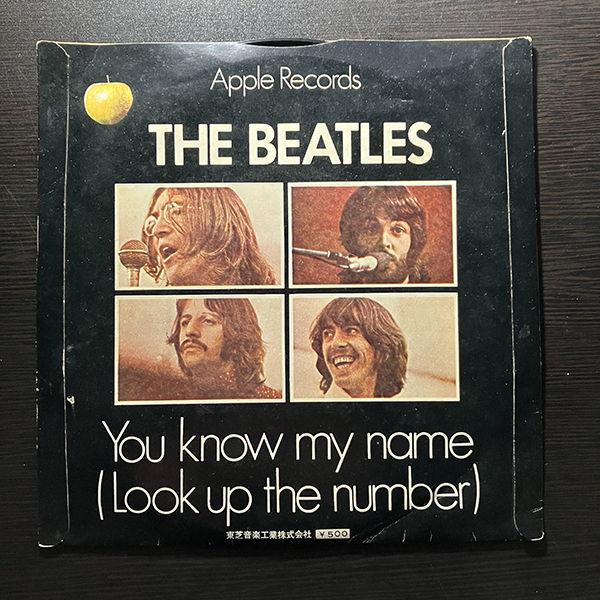 Apple Records
THE BEATLES
You know my name
(Look up the number)
東芝音楽工業株式会社 ¥500